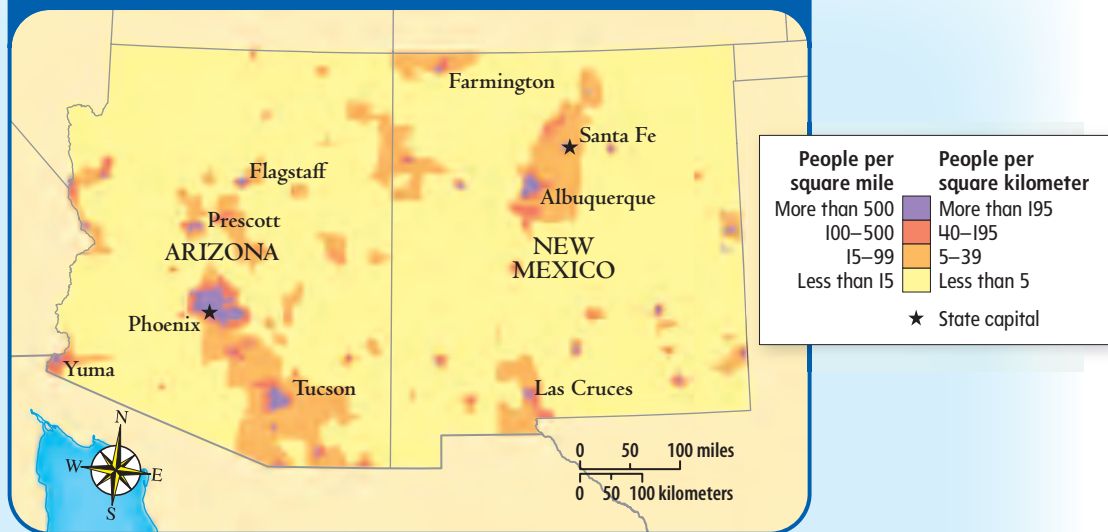 Farmington
Santa Fe
Flagstaff
Albuquerque
Prescott
ARIZONA
NEW
MEXICO
Phoenix
Yuma
Tucson
Las Cruces
N
W
E
S
0 50 100 miles
0 50 100 kilometers
People per
square mile
People per
square kilometer
More than 500 More than 195
100–500 40–195
15–99 5–39
Less than 15 Less than 5
State capital